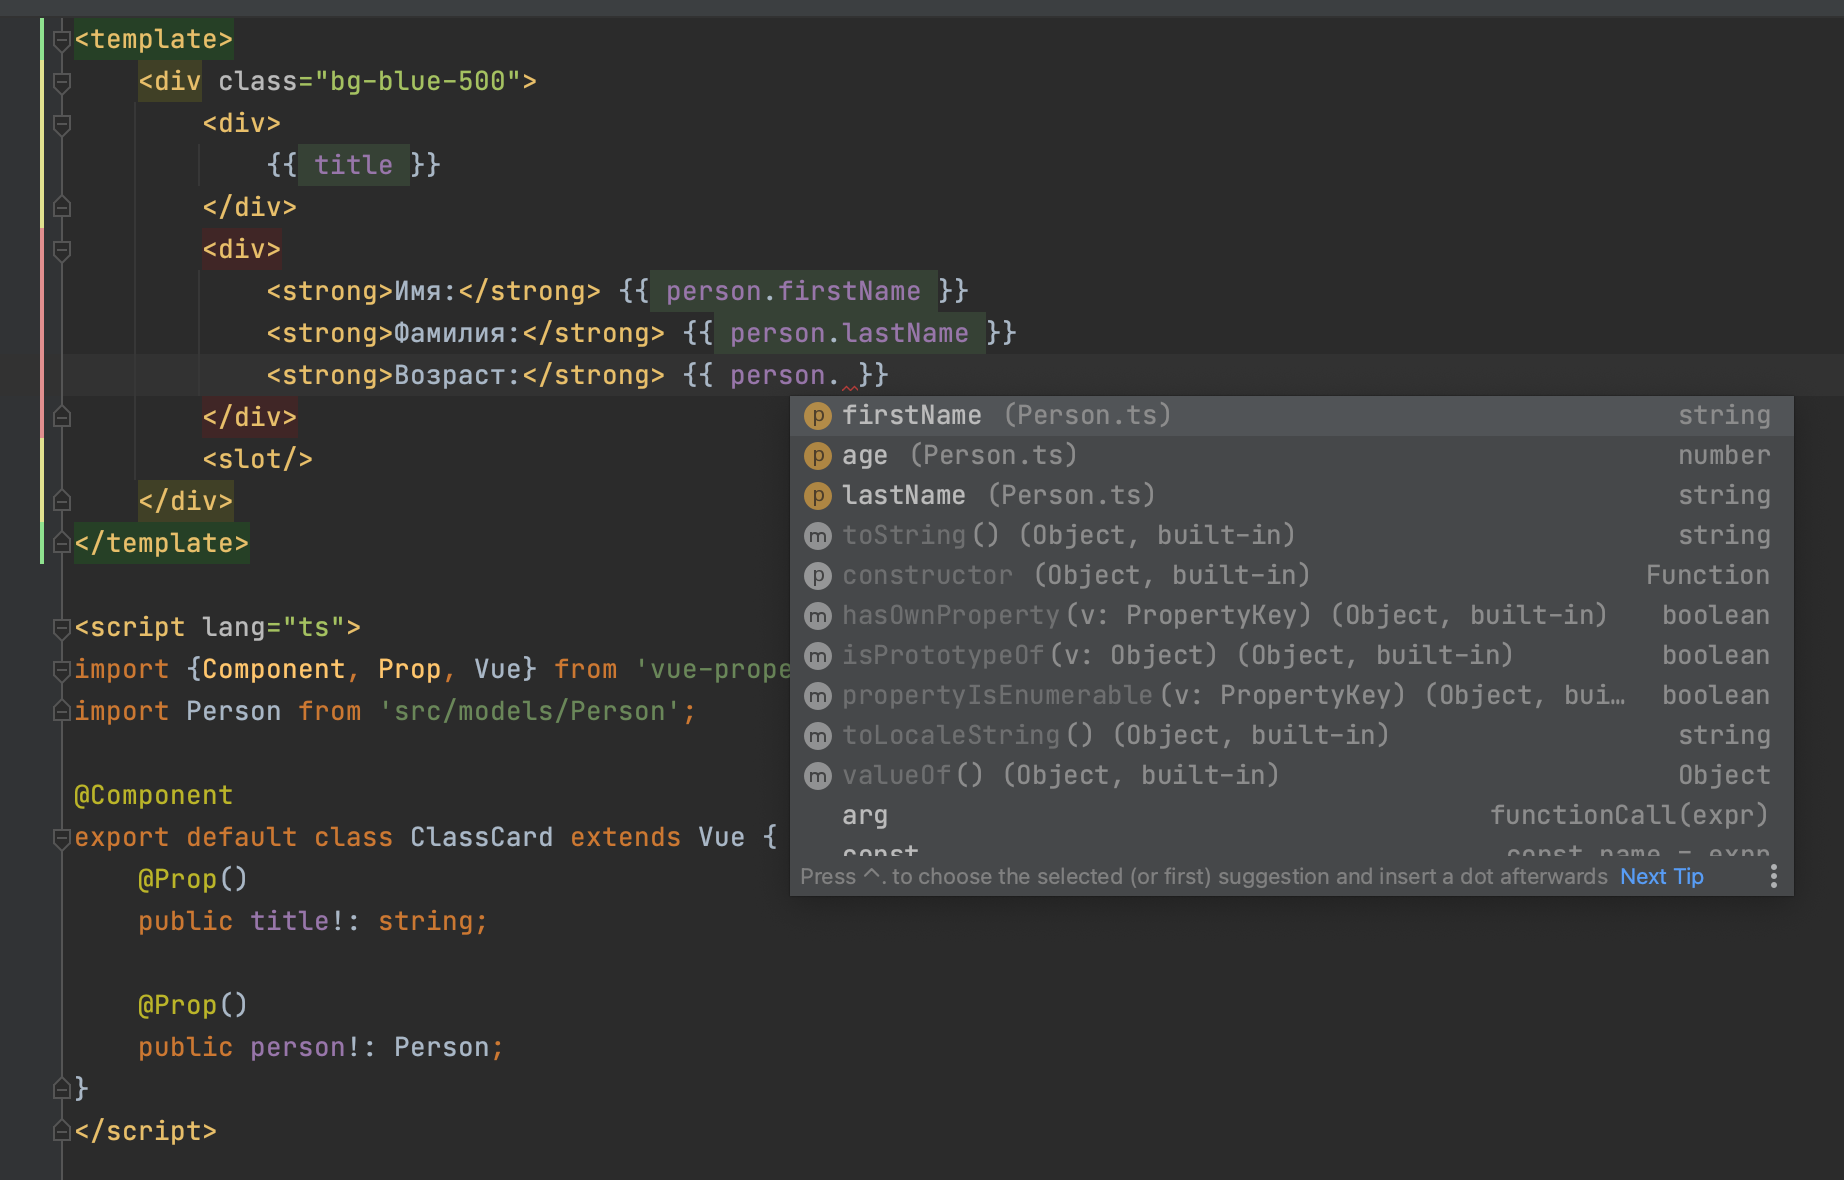 <template>
<div class="bg-blue-500">
<div>
{{ title }}
</div>
<div>
<strong>Имя:</strong> {{ person.firstName }}
<strong>Фамилия:</strong> {{ person.lastName }}
<strong>Возраст:</strong> {{ person. }}
</div>
<slot/>
</div>
</template>
<script lang="ts">
import {Component, Prop, Vue} from 'vue-prope
import Person from 'src/models/Person';
@Component
export default class ClassCard extends Vue {
@Prop()
public title!: string;
@Prop()
public person!: Person;
}
</script>
p firstName (Person.ts) string
p age (Person.ts) number
p lastName (Person.ts) string
m toString() (Object, built-in) string
p constructor (Object, built-in) Function
m hasOwnProperty(v: PropertyKey) (Object, built-in) boolean
m isPrototypeOf(v: Object) (Object, built-in) boolean
m propertyIsEnumerable(v: PropertyKey) (Object, bui… boolean
m toLocaleString() (Object, built-in) string
m valueOf() (Object, built-in) Object
arg functionCall(expr)
const const name = expr
Press ^. to choose the selected (or first) suggestion and insert a dot afterwards Next Tip